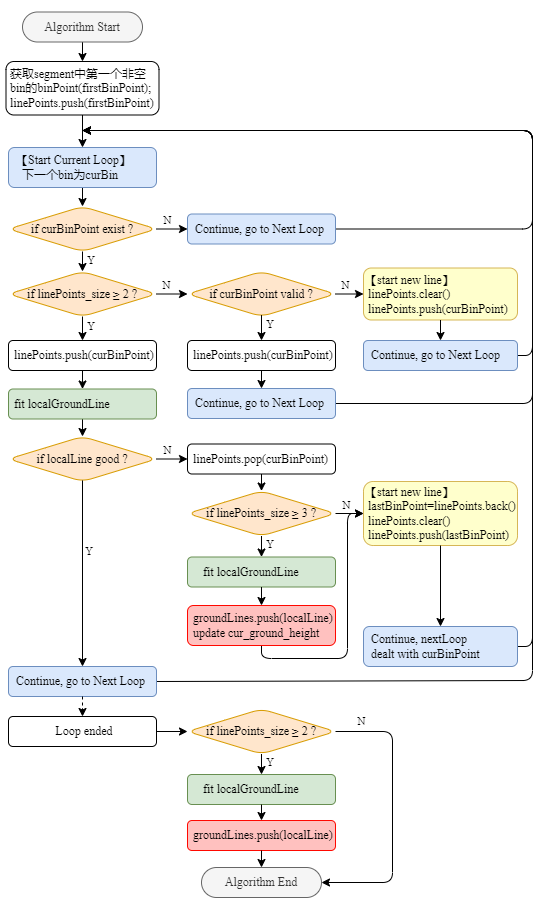 Algorithm Start
获取segment中第一个非空
bin的binPoint(firstBinPoint);
linePoints.push(firstBinPoint)
【Start Current Loop】
下一个bin为curBin
if curBinPoint exist ?
N
Continue, go to Next Loop
Y
if linePoints_size ≥ 2 ?
N
if curBinPoint valid ?
N
【start new line】
linePoints.clear()
linePoints.push(curBinPoint)
Y
Y
linePoints.push(curBinPoint)
linePoints.push(curBinPoint)
Continue, go to Next Loop
fit localGroundLine
Continue, go to Next Loop
if localLine good ?
N
linePoints.pop(curBinPoint)
if linePoints_size ≥ 3 ?
N
【start new line】
lastBinPoint=linePoints.back()
linePoints.clear()
linePoints.push(lastBinPoint)
Y
Y
fit localGroundLine
groundLines.push(localLine)
update cur_ground_height
Continue, nextLoop
dealt with curBinPoint
Continue, go to Next Loop
Loop ended
if linePoints_size ≥ 2 ?
N
Y
fit localGroundLine
groundLines.push(localLine)
Algorithm End